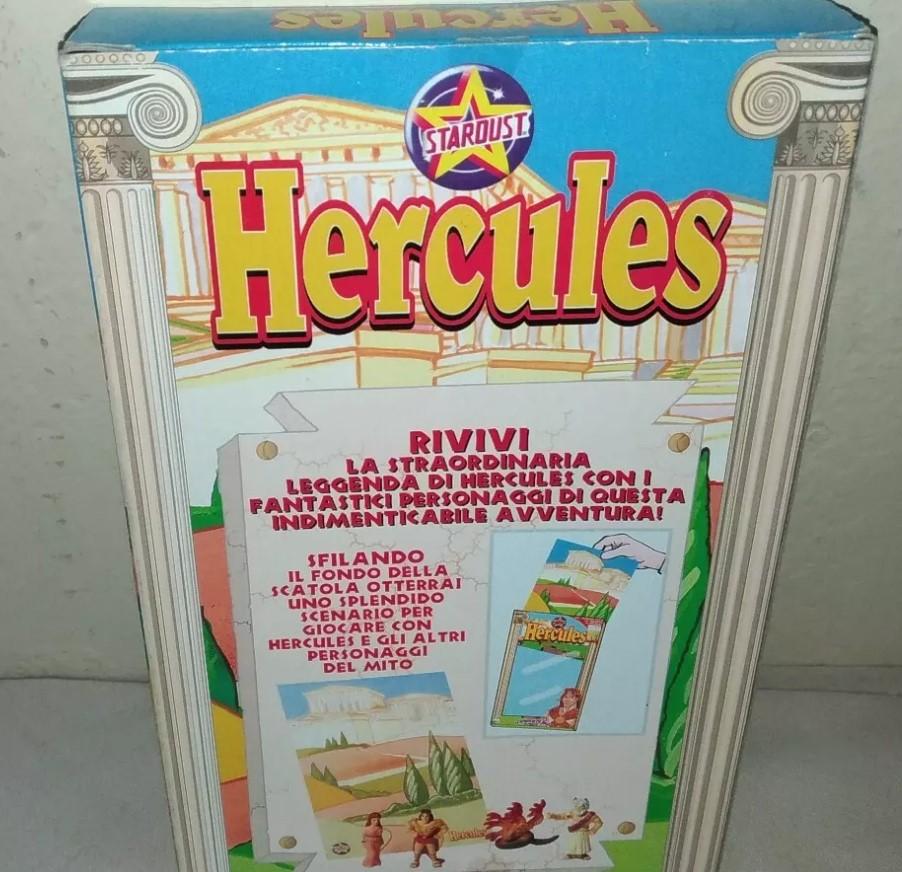 Hercules
STARDUST
Hercules
RIVIVI
LA STRAORDINARIA
LEGGENDA DI HERCULES CON I
FANTASTICI PERSONAGGI DI QUESTA
INDIMENTICABILE AVVENTURA!
SFILANDO
IL FONDO DELLA
SCATOLA OTTERRAI
UNO SPLENDIDO
SCENARIO PER
GIOCARE CON
HERCULES E GLI ALTRI
PERSONAGGI
DEL MITO
Hercules
Hercules